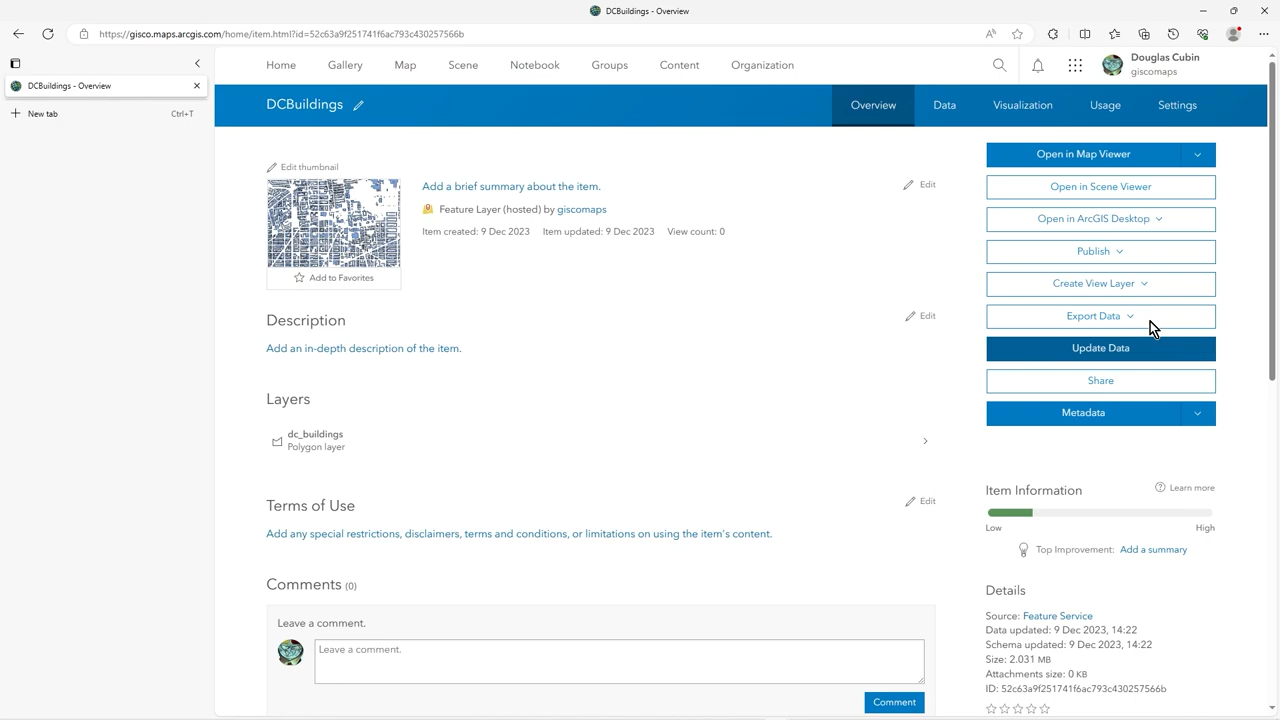 DCBuildings - Overview
https://gisco.maps.arcgis.com/home/item.html?id=52c63a9f251741f6ac793c430257566b
DCBuildings - Overview
New tab Ctrl+T
Home Gallery Map Scene Notebook Groups Content Organization
Douglas Cubin
giscomaps
DCBuildings
Overview Data Visualization Usage Settings
Edit thumbnail
Add to Favorites
Add a brief summary about the item.
Edit
Feature Layer (hosted) by giscomaps
Item created: 9 Dec 2023 Item updated: 9 Dec 2023 View count: 0
Description
Edit
Add an in-depth description of the item.
Layers
dc_buildings
Polygon layer
Terms of Use
Edit
Add any special restrictions, disclaimers, terms and conditions, or limitations on using the item's content.
Comments (0)
Leave a comment.
Leave a comment.
Comment
Open in Map Viewer
Open in Scene Viewer
Open in ArcGIS Desktop
Publish
Create View Layer
Export Data
Update Data
Share
Metadata
Item Information
Learn more
Low High
Top Improvement: Add a summary
Details
Source: Feature Service
Data updated: 9 Dec 2023, 14:22
Schema updated: 9 Dec 2023, 14:22
Size: 2.031 MB
Attachments size: 0 KB
ID: 52c63a9f251741f6ac793c430257566b